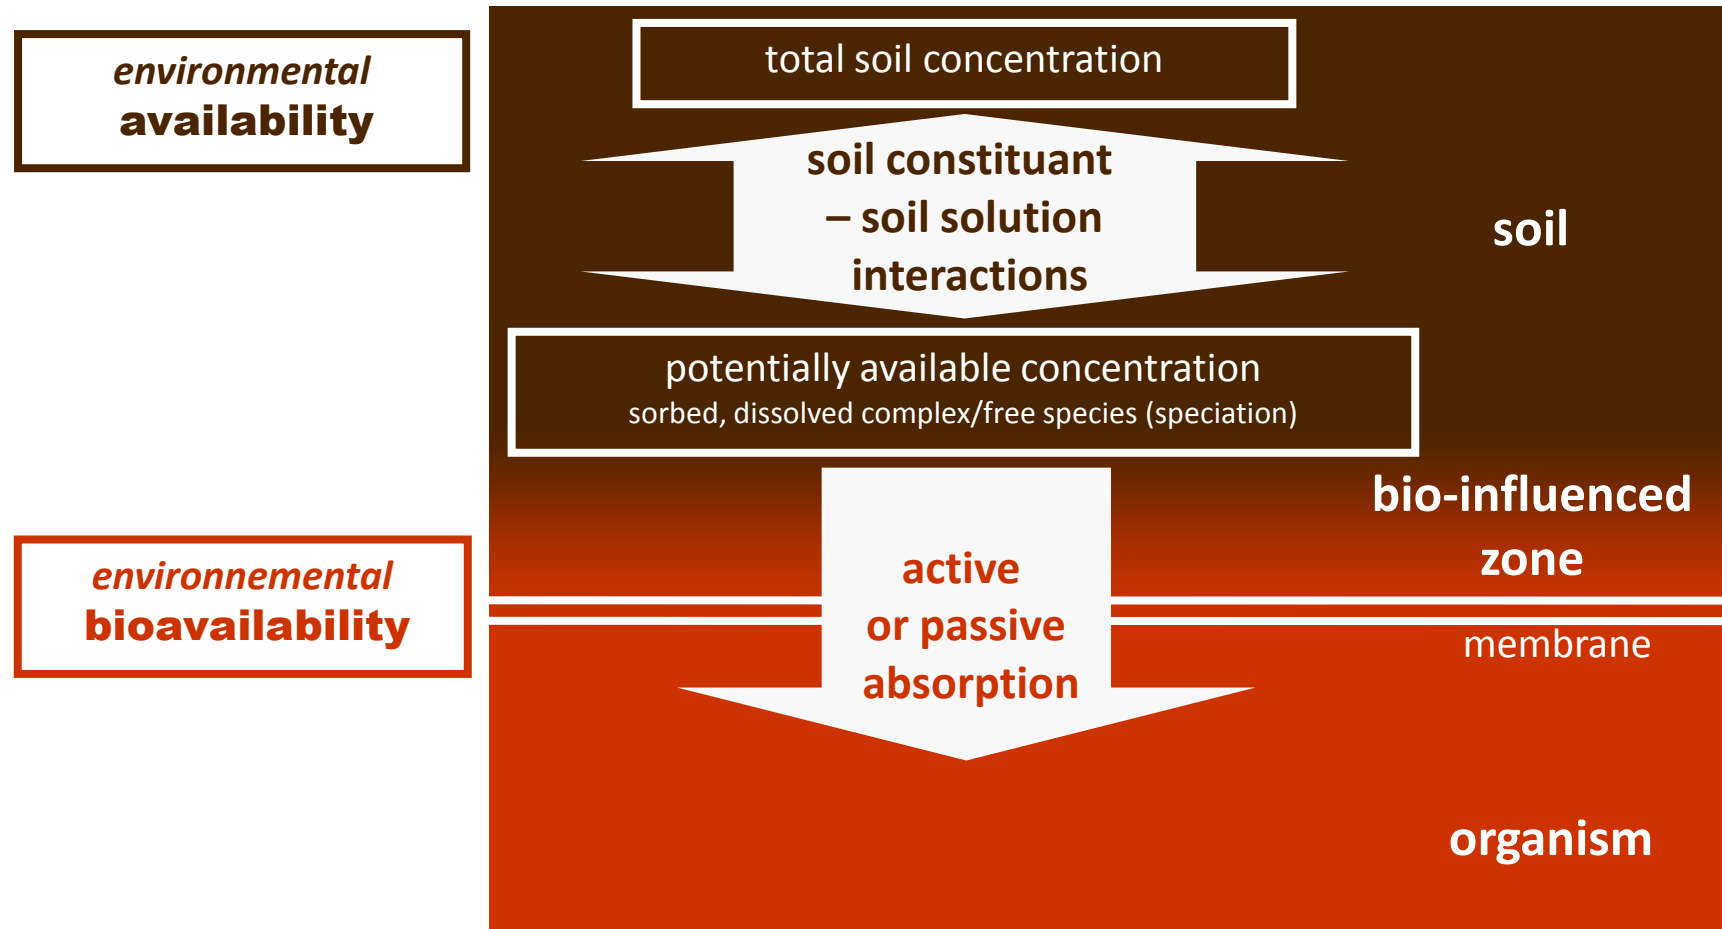 environmental
availability
total soil concentration
soil constituant
– soil solution
interactions
soil
potentially available concentration
sorbed, dissolved complex/free species (speciation)
bio-influenced
zone
environnemental
bioavailability
active
or passive
absorption
membrane
organism